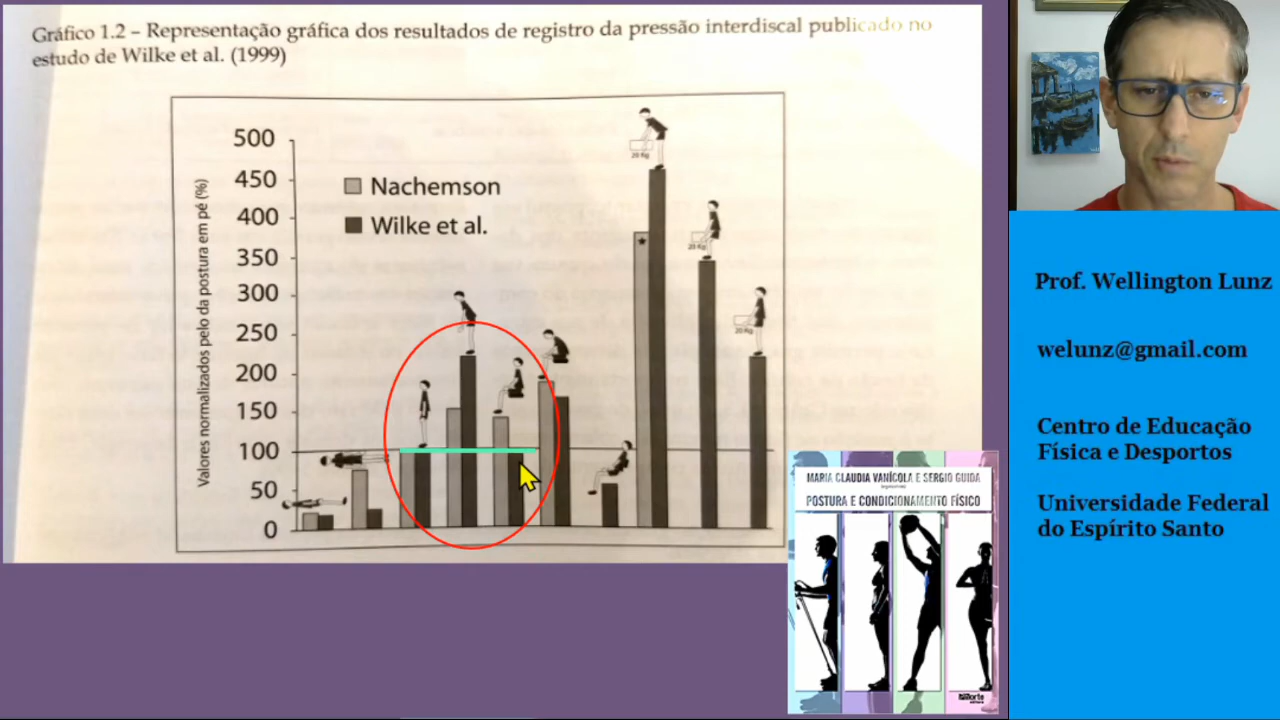 Gráfico 1.2 – Representação gráfica dos resultados de registro da pressão interdiscal publicado no
estudo de Wilke et al. (1999)
Valores normalizados pelo da postura em pé (%)
500
450
400
350
300
250
200
150
100
50
0
Nachemson
Wilke et al.
20 Kg
20 Kg
20 Kg
Prof. Wellington Lunz
welunz@gmail.com
Centro de Educação
Física e Desportos
Universidade Federal
do Espírito Santo
MARIA CLAUDIA VANÍCOLA E SERGIO GUIDA
POSTURA E CONDICIONAMENTO FÍSICO